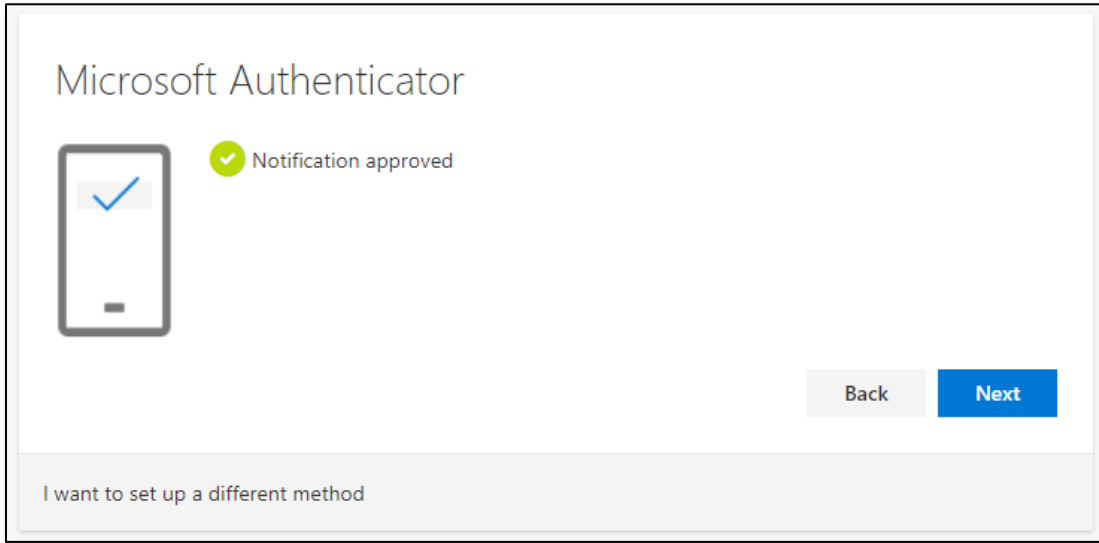 Microsoft Authenticator
Notification approved
Back
Next
I want to set up a different method